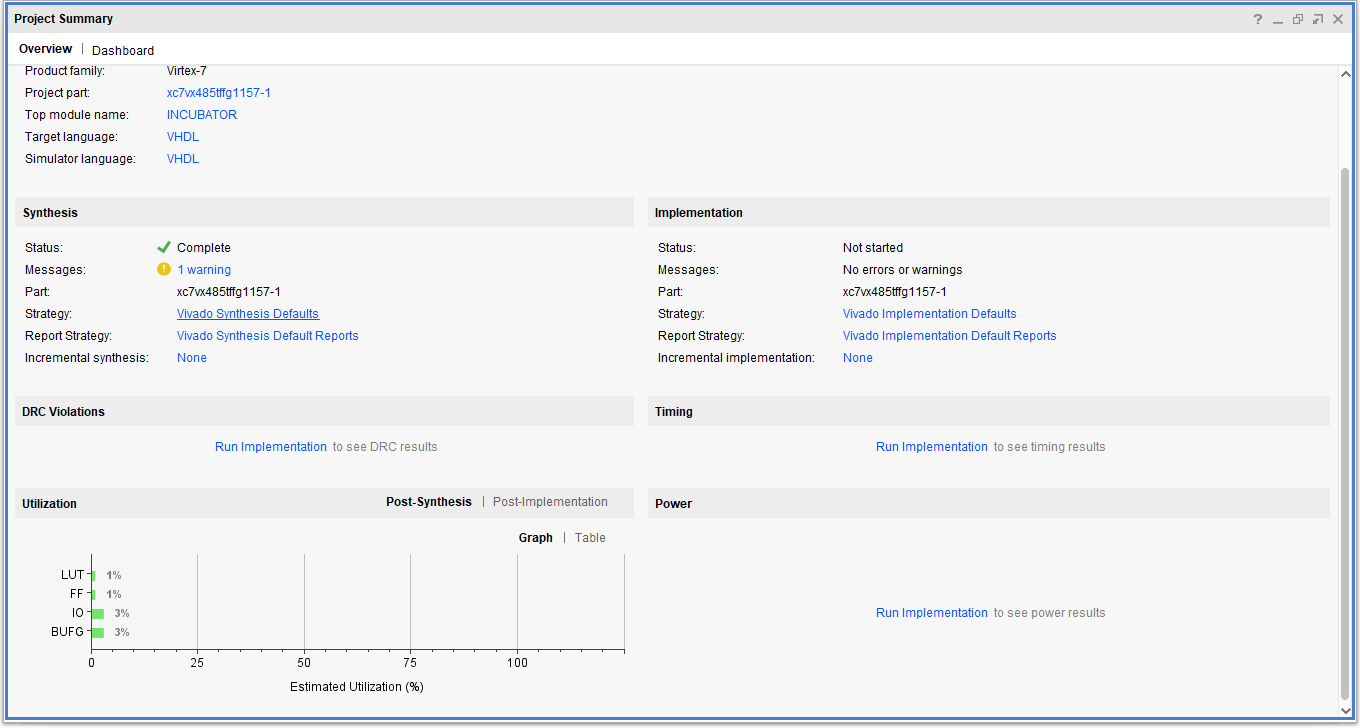 Project Summary
?
Overview | Dashboard
Product family: Virtex-7
Project part: xc7vx485tffg1157-1
Top module name: INCUBATOR
Target language: VHDL
Simulator language: VHDL
Synthesis
Status: Complete
Messages: 1 warning
Part: xc7vx485tffg1157-1
Strategy: Vivado Synthesis Defaults
Report Strategy: Vivado Synthesis Default Reports
Incremental synthesis: None
Implementation
Status: Not started
Messages: No errors or warnings
Part: xc7vx485tffg1157-1
Strategy: Vivado Implementation Defaults
Report Strategy: Vivado Implementation Default Reports
Incremental implementation: None
DRC Violations
Run Implementation to see DRC results
Timing
Run Implementation to see timing results
Utilization Post-Synthesis | Post-Implementation
Graph | Table
LUT 1%
FF 1%
IO 3%
BUFG 3%
0 25 50 75 100
Estimated Utilization (%)
Power
Run Implementation to see power results